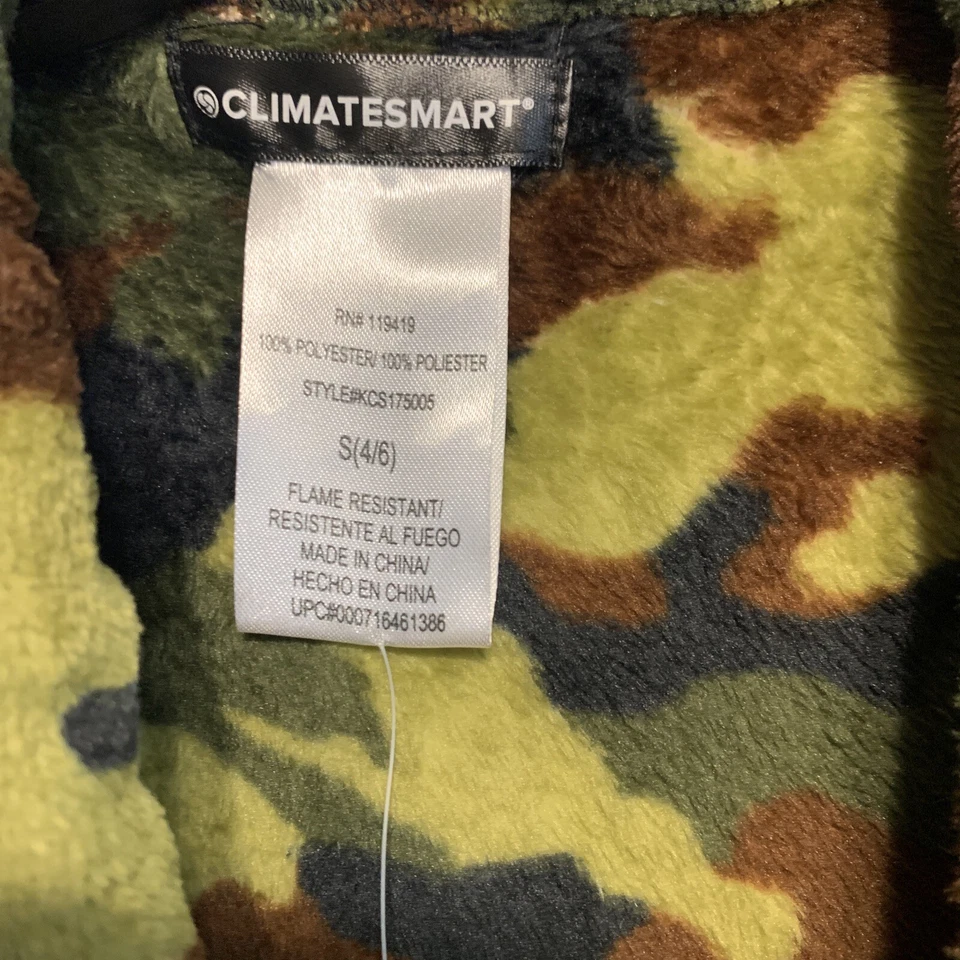 CLIMATESMART®
RN# 119419
100% POLYESTER/ 100% POLIESTER
STYLE#KCS175005
S(4/6)
FLAME RESISTANT/
RESISTENTE AL FUEGO
MADE IN CHINA/
HECHO EN CHINA
UPC#000716461386